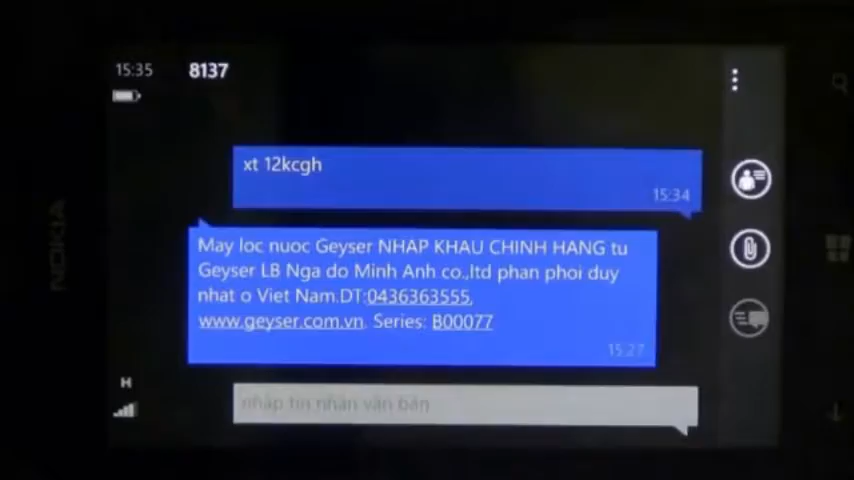 15:35 8137
xt 12kcgh
15:34
May loc nuoc Geyser NHAP KHAU CHINH HANG tu
Geyser LB Nga do Minh Anh co.,ltd phan phoi duy
nhat o Viet Nam.DT:0436363555,
www.geyser.com.vn. Series: B00077
15:27
H
nhập tin nhắn văn bản
NOKIA